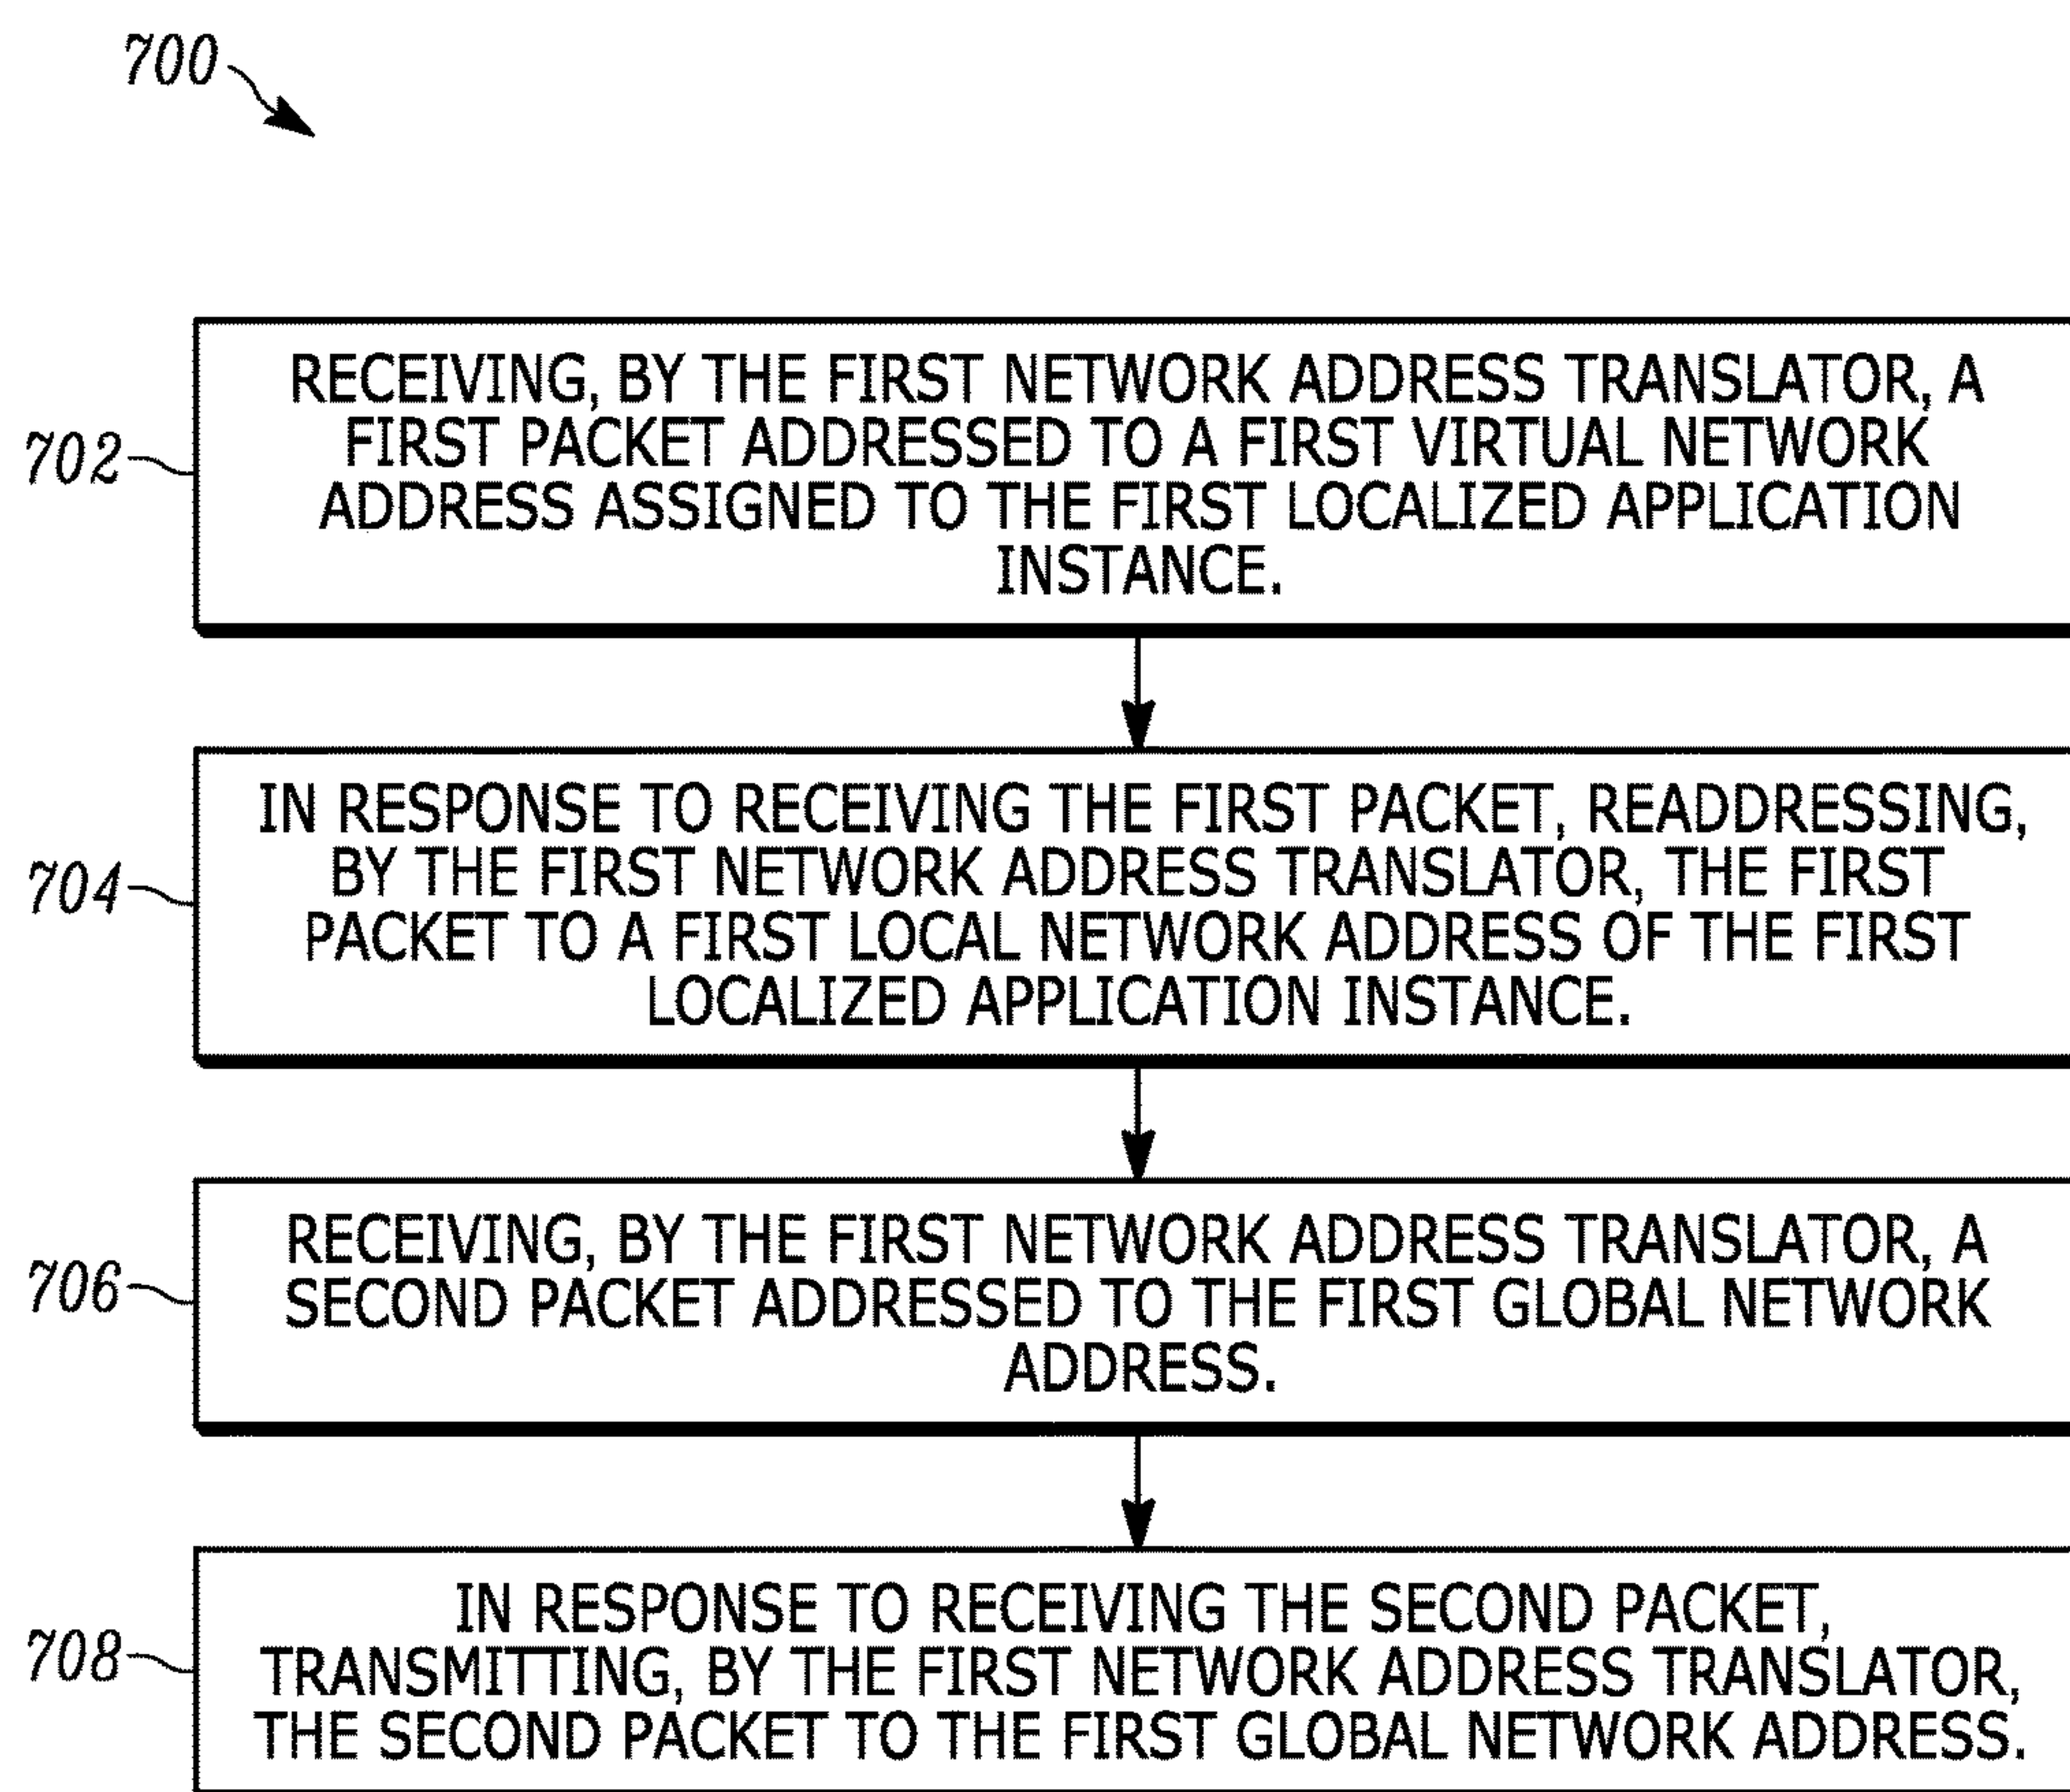 700
702
RECEIVING, BY THE FIRST NETWORK ADDRESS TRANSLATOR, A
FIRST PACKET ADDRESSED TO A FIRST VIRTUAL NETWORK
ADDRESS ASSIGNED TO THE FIRST LOCALIZED APPLICATION
INSTANCE.
704
IN RESPONSE TO RECEIVING THE FIRST PACKET, READDRESSING,
BY THE FIRST NETWORK ADDRESS TRANSLATOR, THE FIRST
PACKET TO A FIRST LOCAL NETWORK ADDRESS OF THE FIRST
LOCALIZED APPLICATION INSTANCE.
706
RECEIVING, BY THE FIRST NETWORK ADDRESS TRANSLATOR, A
SECOND PACKET ADDRESSED TO THE FIRST GLOBAL NETWORK
ADDRESS.
708
IN RESPONSE TO RECEIVING THE SECOND PACKET,
TRANSMITTING, BY THE FIRST NETWORK ADDRESS TRANSLATOR,
THE SECOND PACKET TO THE FIRST GLOBAL NETWORK ADDRESS.